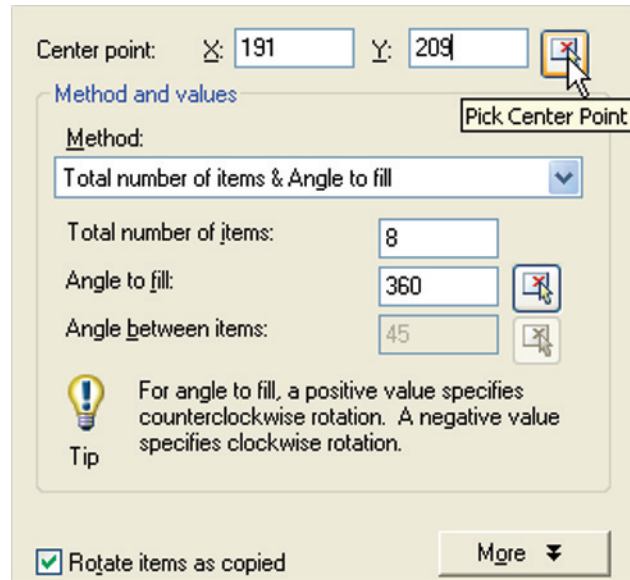 Center point: X: 191 Y: 209
Method and values
Pick Center Point
Method:
Total number of items & Angle to fill
Total number of items: 8
Angle to fill: 360
Angle between items: 45
For angle to fill, a positive value specifies
counterclockwise rotation. A negative value
specifies clockwise rotation.
Tip
Rotate items as copied
More